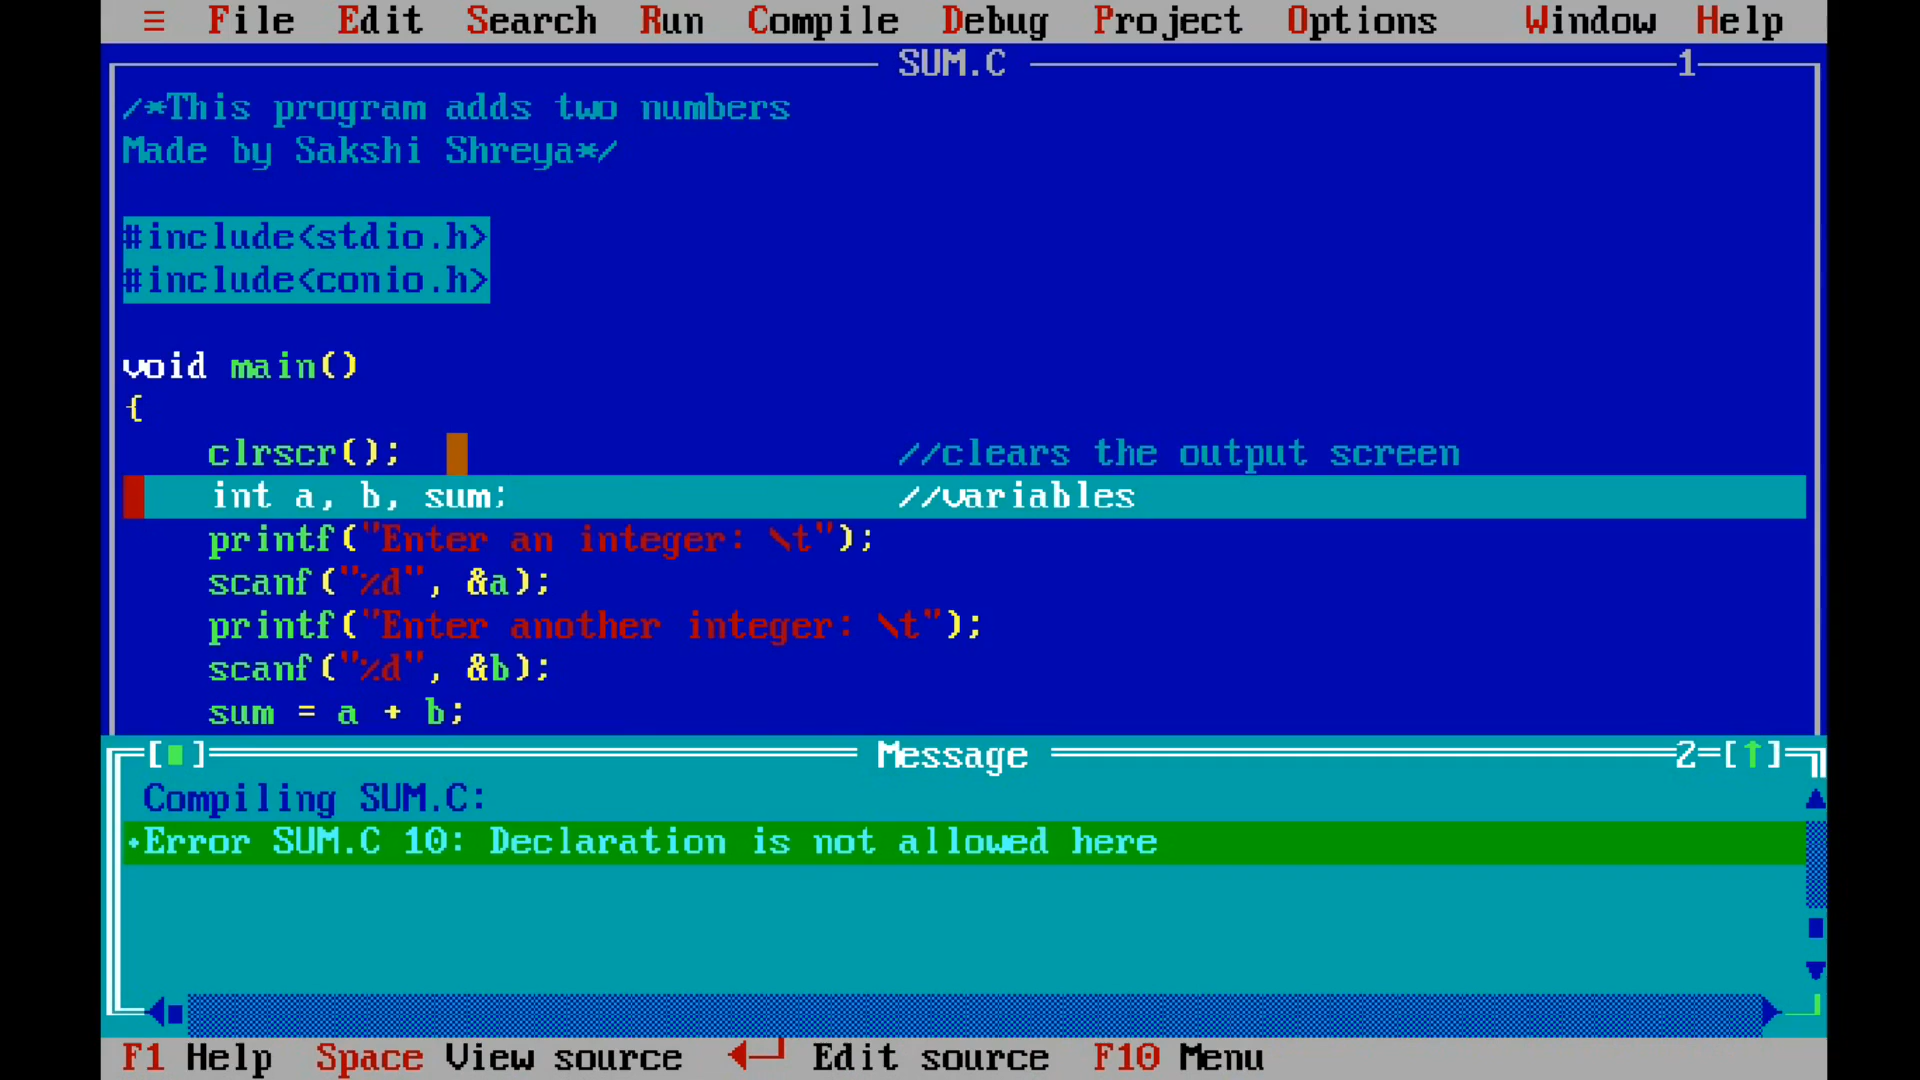 ≡ File Edit Search Run Compile Debug Project Options Window Help
SUM.C 1
/*This program adds two numbers
Made by Sakshi Shreya*/
#include<stdio.h>
#include<conio.h>
void main()
{
clrscr(); //clears the output screen
int a, b, sum; //variables
printf("Enter an integer: \t");
scanf("%d", &a);
printf("Enter another integer: \t");
scanf("%d", &b);
sum = a + b;
[■] Message 2=[↑]
Compiling SUM.C:
•Error SUM.C 10: Declaration is not allowed here
F1 Help Space View source ◄┘ Edit source F10 Menu